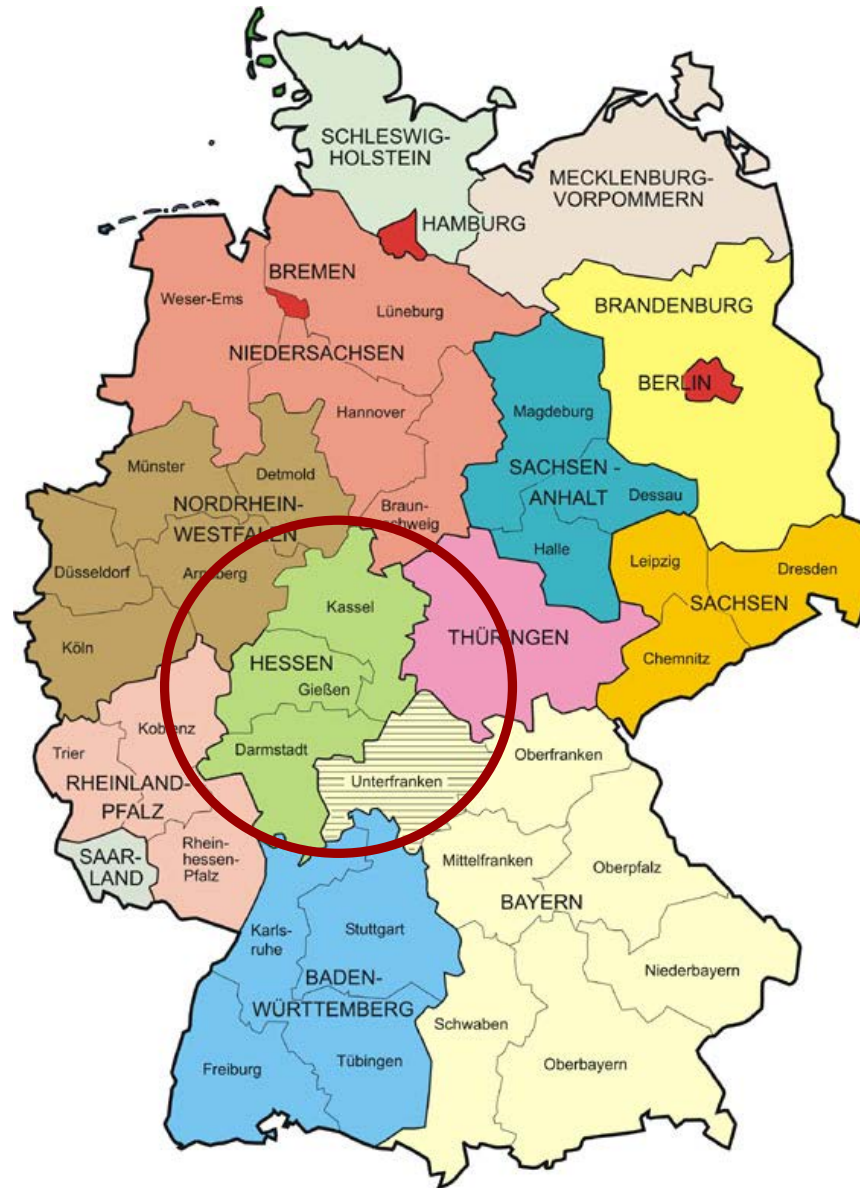 SCHLESWIG-
HOLSTEIN
MECKLENBURG-
VORPOMMERN
HAMBURG
BREMEN
Weser-Ems
Lüneburg
BRANDENBURG
NIEDERSACHSEN
BERLIN
Hannover
Magdeburg
Münster
Detmold
SACHSEN -
ANHALT
Dessau
NORDRHEIN-
WESTFALEN
Braun-
schweig
Halle
Leipzig
Dresden
Düsseldorf
Arnsberg
Kassel
SACHSEN
THÜRINGEN
Köln
HESSEN
Gießen
Chemnitz
Koblenz
Trier
Darmstadt
Oberfranken
RHEINLAND-
PFALZ
Unterfranken
SAAR-
LAND
Rhein-
hessen-
Pfalz
Mittelfranken
Oberpfalz
BAYERN
Karls-
ruhe
Stuttgart
Niederbayern
BADEN-
WÜRTTEMBERG
Schwaben
Freiburg
Tübingen
Oberbayern